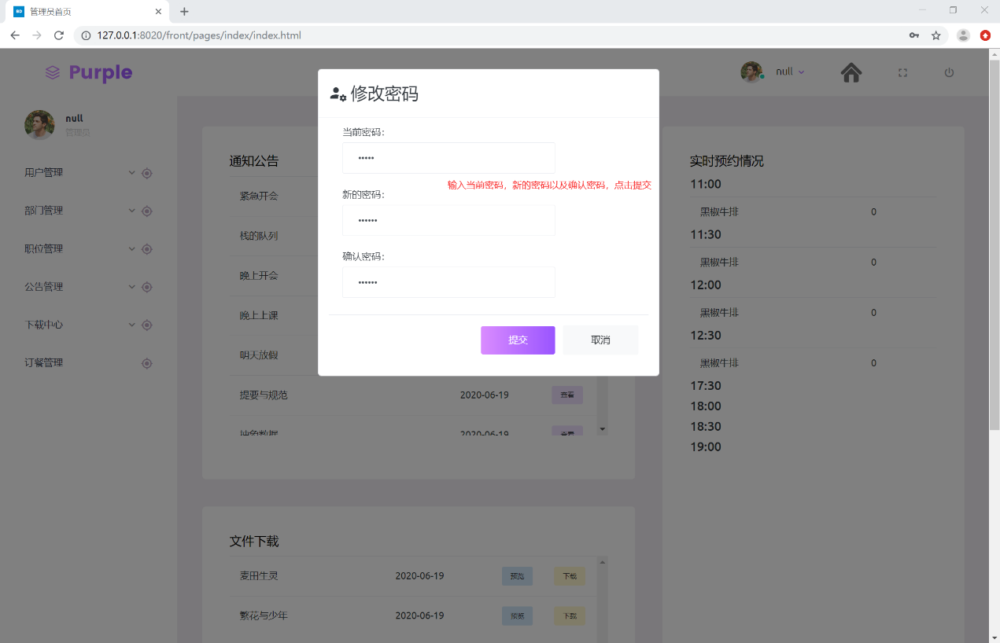 BD 管理员首页
127.0.0.1:8020/front/pages/index/index.html
Purple
null
null
管理员
用户管理
部门管理
职位管理
公告管理
下载中心
订餐管理
修改密码
当前密码：
输入当前密码，新的密码以及确认密码，点击提交
新的密码：
确认密码：
提交 取消
通知公告
紧急开会
栈的队列
晚上开会
晚上上课
明天放假
提要与规范 2020-06-19 查看
抽象数据 2020-06-19 查看
文件下载
麦田生灵 2020-06-19 预览 下载
繁花与少年 2020-06-19 预览 下载
实时预约情况
11:00
黑椒牛排 0
11:30
黑椒牛排 0
12:00
黑椒牛排 0
12:30
黑椒牛排 0
17:30
18:00
18:30
19:00